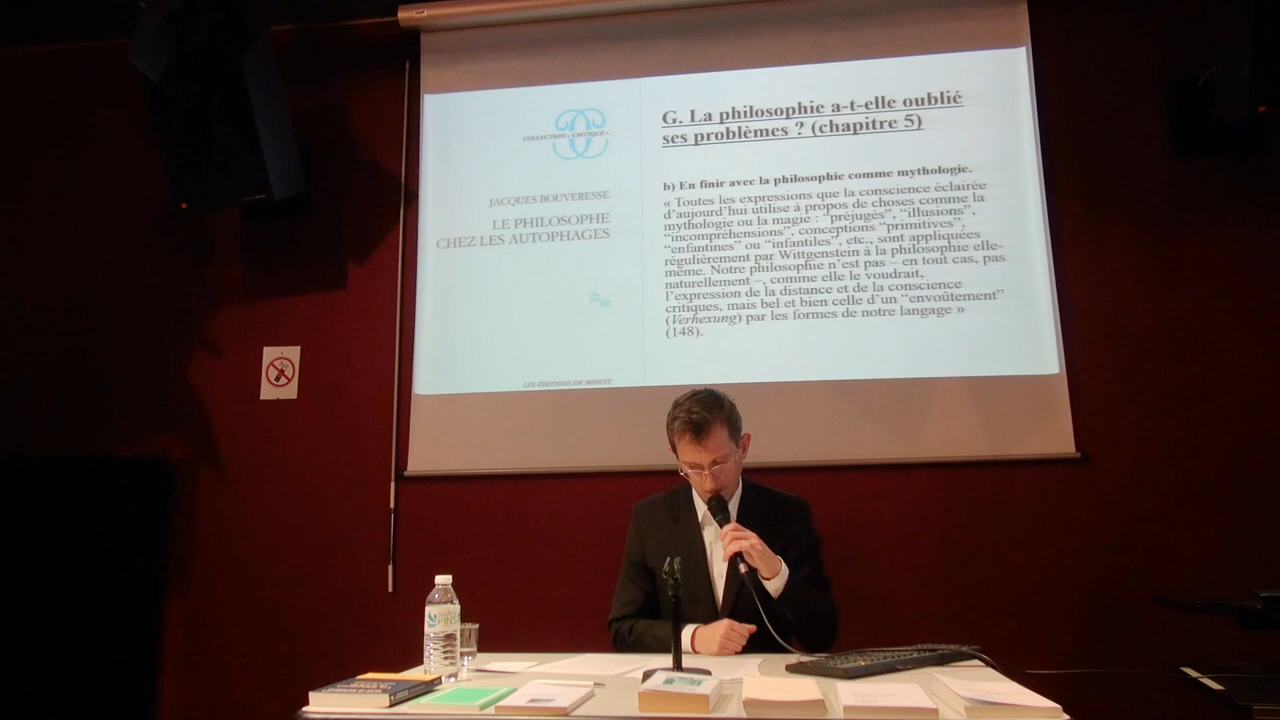 COLLECTION « CRITIQUE »
JACQUES BOUVERESSE
LE PHILOSOPHE
CHEZ LES AUTOPHAGES
LES ÉDITIONS DE MINUIT
G. La philosophie a-t-elle oublié
ses problèmes ? (chapitre 5)
b) En finir avec la philosophie comme mythologie.
« Toutes les expressions que la conscience éclairée
d’aujourd’hui utilise à propos de choses comme la
mythologie ou la magie : “préjugés”, “illusions”,
“incompréhensions”, conceptions “primitives”,
“enfantines” ou “infantiles”, etc., sont appliquées
régulièrement par Wittgenstein à la philosophie elle-
même. Notre philosophie n’est pas – en tout cas, pas
naturellement –, comme elle le voudrait,
l’expression de la distance et de la conscience
critiques, mais bel et bien celle d’un “envoûtement”
(Verhexung) par les formes de notre langage »
(148).